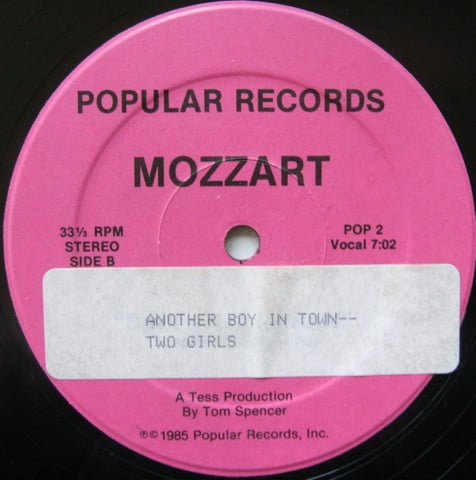 POPULAR RECORDS
MOZZART
33⅓ RPM
STEREO
SIDE B
POP 2
Vocal 7:02
ANOTHER BOY IN TOWN--
TWO GIRLS
A Tess Production
By Tom Spencer
℗©1985 Popular Records, Inc.